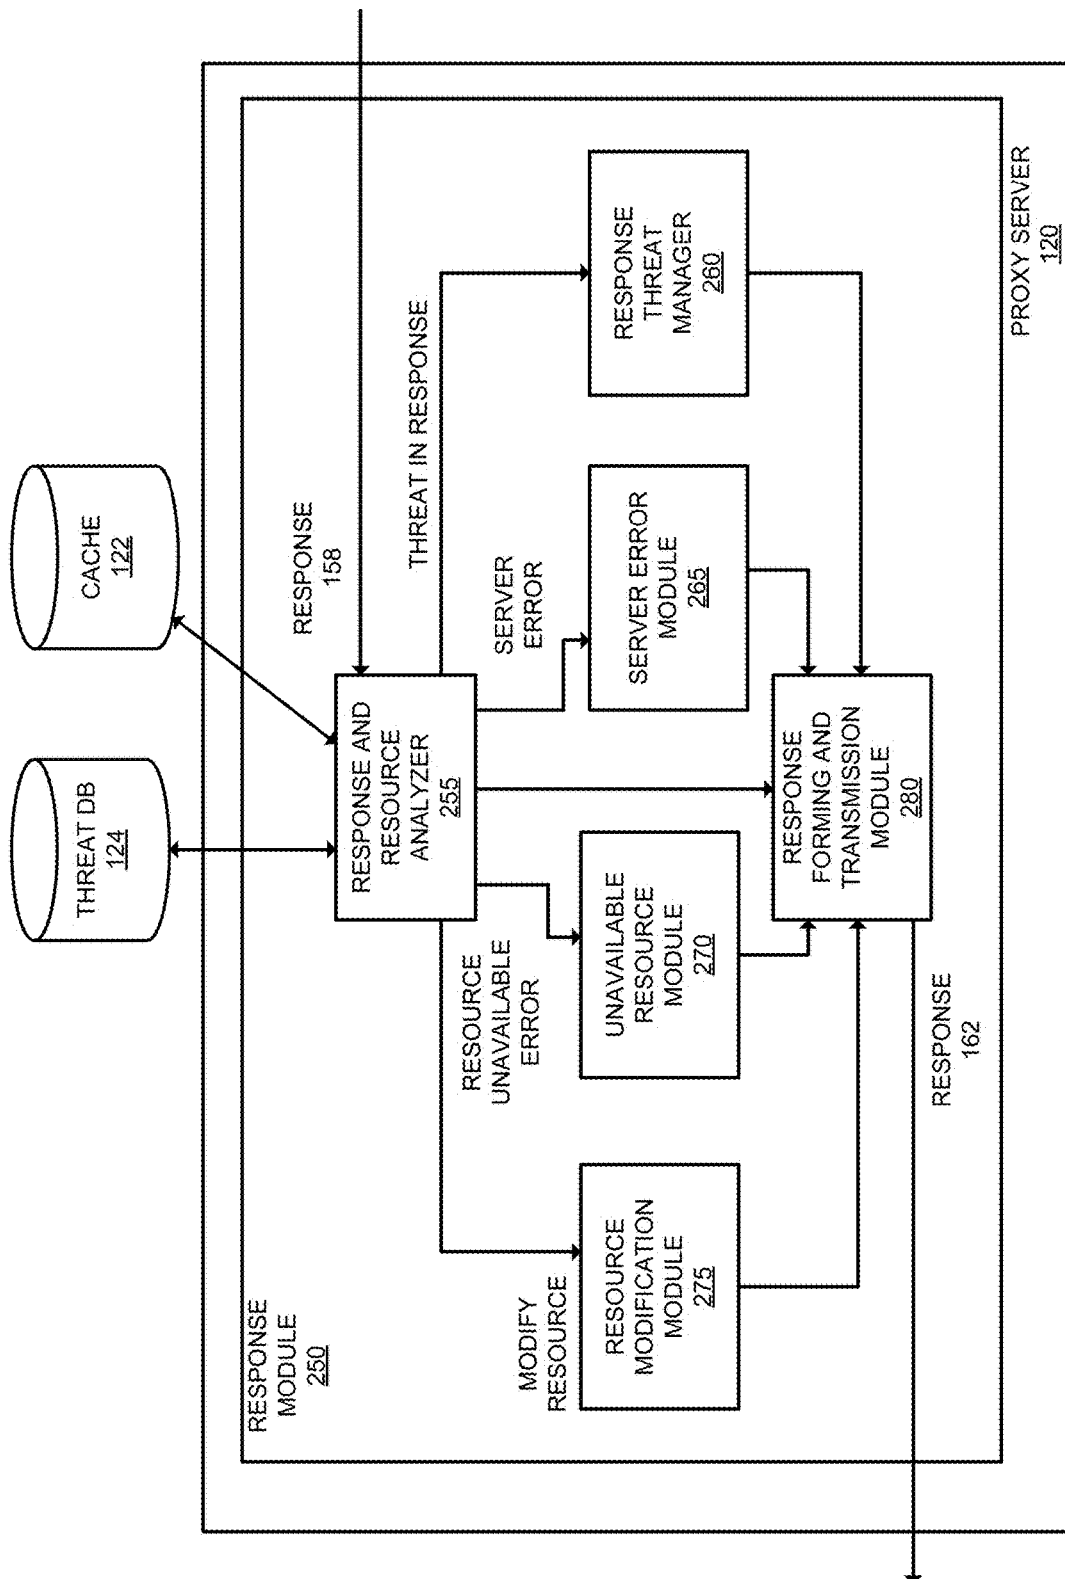 THREAT DB
124
CACHE
122
RESPONSE
MODULE
250
RESPONSE
158
RESPONSE AND
RESOURCE
ANALYZER
255
MODIFY
RESOURCE
RESOURCE
UNAVAILABLE
ERROR
SERVER
ERROR
THREAT IN RESPONSE
RESOURCE
MODIFICATION
MODULE
275
UNAVAILABLE
RESOURCE
MODULE
270
SERVER ERROR
MODULE
265
RESPONSE
THREAT
MANAGER
260
RESPONSE
FORMING AND
TRANSMISSION
MODULE
280
RESPONSE
162
PROXY SERVER
120